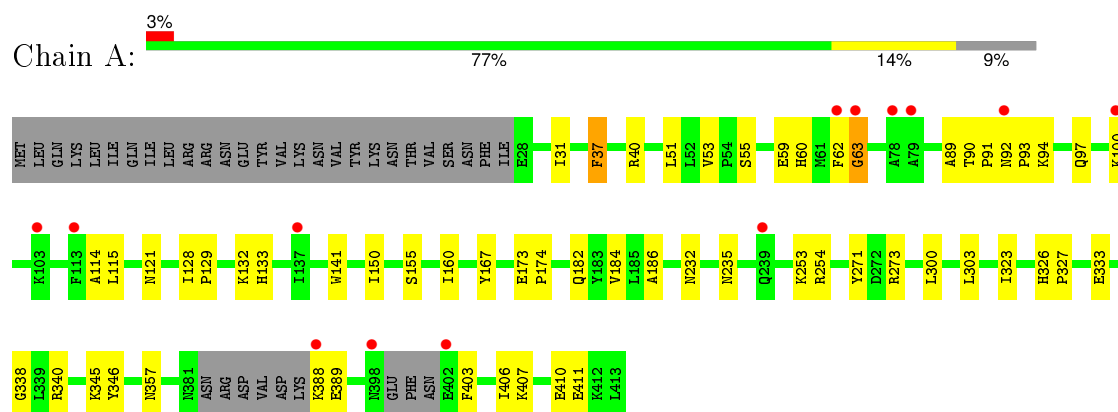 3%
Chain A:
77% 14% 9%
MET LEU GLN LYS LEU ILE GLN ILE LEU ARG ARG ASN GLU TYR VAL LYS ASN VAL TYR LYS ASN THR VAL SER ASN PHE ILE E28 I31 F37 R40 L51 L52 V53 P54 S55 E59 H60 M61 F62 G63 A78 A79 A89 T90 P91 N92 P93 K94 Q97 K100
K103 F113 A114 L115 N121 I128 P129 K132 H133 I137 W141 I150 S155 I160 Y167 E173 P174 Q182 Y183 V184 L185 A186 N232 N235 Q239 K253 R254 Y271 D272 R273 L300 L303 I323 H326 P327 E333
G338 L339 R340 K345 Y346 N357 N381 ASN ARG ASP VAL ASP LYS K388 E389 N398 GLU PHE ASN E402 F403 I406 K407 E410 E411 K412 L413